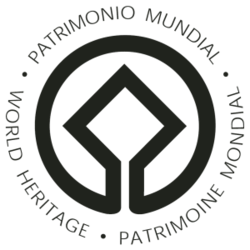 • PATRIMONIO MUNDIAL •
WORLD HERITAGE •
PATRIMOINE MONDIAL